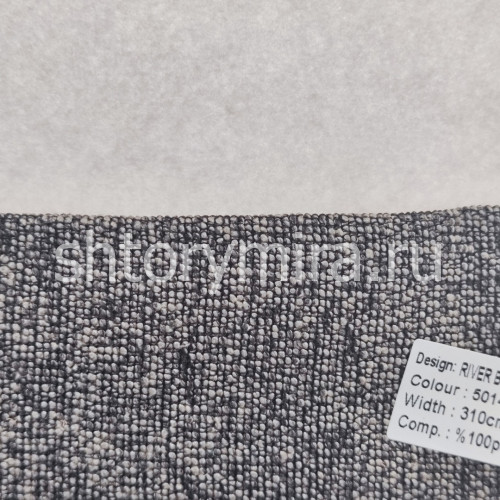 shtorymira.ru
Design: RIVER
Colour : 501
Width : 310cm
Comp. : %100p